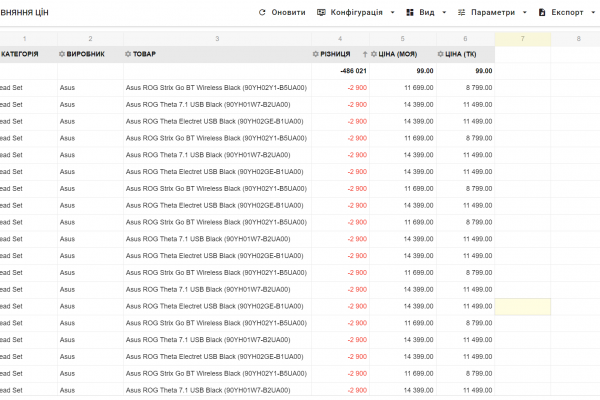 вняння цін Оновити Конфігурація Вид Параметри Експорт
1 2 3 4 5 6 7 8
КАТЕГОРІЯ ВИРОБНИК ТОВАР РІЗНИЦЯ ЦІНА (МОЯ) ЦІНА (ТК)
-486 021 99.00 99.00
ead Set Asus Asus ROG Strix Go BT Wireless Black (90YH02Y1-B5UA00) -2 900 11 699.00 8 799.00
ead Set Asus Asus ROG Theta 7.1 USB Black (90YH01W7-B2UA00) -2 900 14 399.00 11 499.00
ead Set Asus Asus ROG Theta Electret USB Black (90YH02GE-B1UA00) -2 900 14 399.00 11 499.00
ead Set Asus Asus ROG Strix Go BT Wireless Black (90YH02Y1-B5UA00) -2 900 11 699.00 8 799.00
ead Set Asus Asus ROG Theta 7.1 USB Black (90YH01W7-B2UA00) -2 900 14 399.00 11 499.00
ead Set Asus Asus ROG Theta Electret USB Black (90YH02GE-B1UA00) -2 900 14 399.00 11 499.00
ead Set Asus Asus ROG Strix Go BT Wireless Black (90YH02Y1-B5UA00) -2 900 11 699.00 8 799.00
ead Set Asus Asus ROG Theta 7.1 USB Black (90YH01W7-B2UA00) -2 900 14 399.00 11 499.00
ead Set Asus Asus ROG Strix Go BT Wireless Black (90YH02Y1-B5UA00) -2 900 11 699.00 8 799.00
ead Set Asus Asus ROG Theta 7.1 USB Black (90YH01W7-B2UA00) -2 900 14 399.00 11 499.00
ead Set Asus Asus ROG Theta Electret USB Black (90YH02GE-B1UA00) -2 900 14 399.00 11 499.00
ead Set Asus Asus ROG Strix Go BT Wireless Black (90YH02Y1-B5UA00) -2 900 11 699.00 8 799.00
ead Set Asus Asus ROG Theta 7.1 USB Black (90YH01W7-B2UA00) -2 900 14 399.00 11 499.00
ead Set Asus Asus ROG Theta Electret USB Black (90YH02GE-B1UA00) -2 900 14 399.00 11 499.00
ead Set Asus Asus ROG Strix Go BT Wireless Black (90YH02Y1-B5UA00) -2 900 11 699.00 8 799.00
ead Set Asus Asus ROG Theta 7.1 USB Black (90YH01W7-B2UA00) -2 900 14 399.00 11 499.00
ead Set Asus Asus ROG Theta Electret USB Black (90YH02GE-B1UA00) -2 900 14 399.00 11 499.00
ead Set Asus Asus ROG Strix Go BT Wireless Black (90YH02Y1-B5UA00) -2 900 11 699.00 8 799.00
ead Set Asus Asus ROG Theta 7.1 USB Black (90YH01W7-B2UA00) -2 900 14 399.00 11 499.00